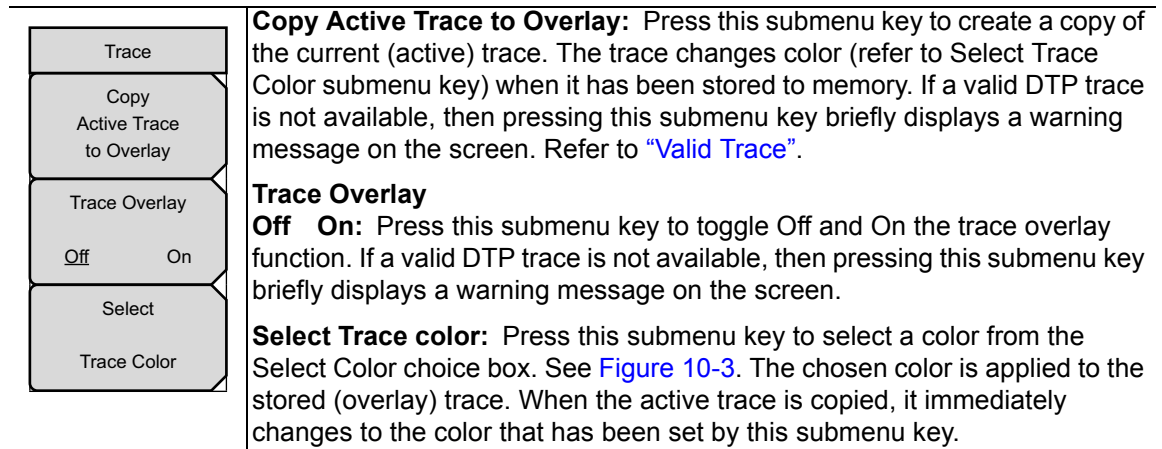 Trace
Copy
Active Trace
to Overlay
Trace Overlay
Off On
Select
Trace Color
Copy Active Trace to Overlay: Press this submenu key to create a copy of
the current (active) trace. The trace changes color (refer to Select Trace
Color submenu key) when it has been stored to memory. If a valid DTP trace
is not available, then pressing this submenu key briefly displays a warning
message on the screen. Refer to “Valid Trace”.
Trace Overlay
Off On: Press this submenu key to toggle Off and On the trace overlay
function. If a valid DTP trace is not available, then pressing this submenu key
briefly displays a warning message on the screen.
Select Trace color: Press this submenu key to select a color from the
Select Color choice box. See Figure 10-3. The chosen color is applied to the
stored (overlay) trace. When the active trace is copied, it immediately
changes to the color that has been set by this submenu key.